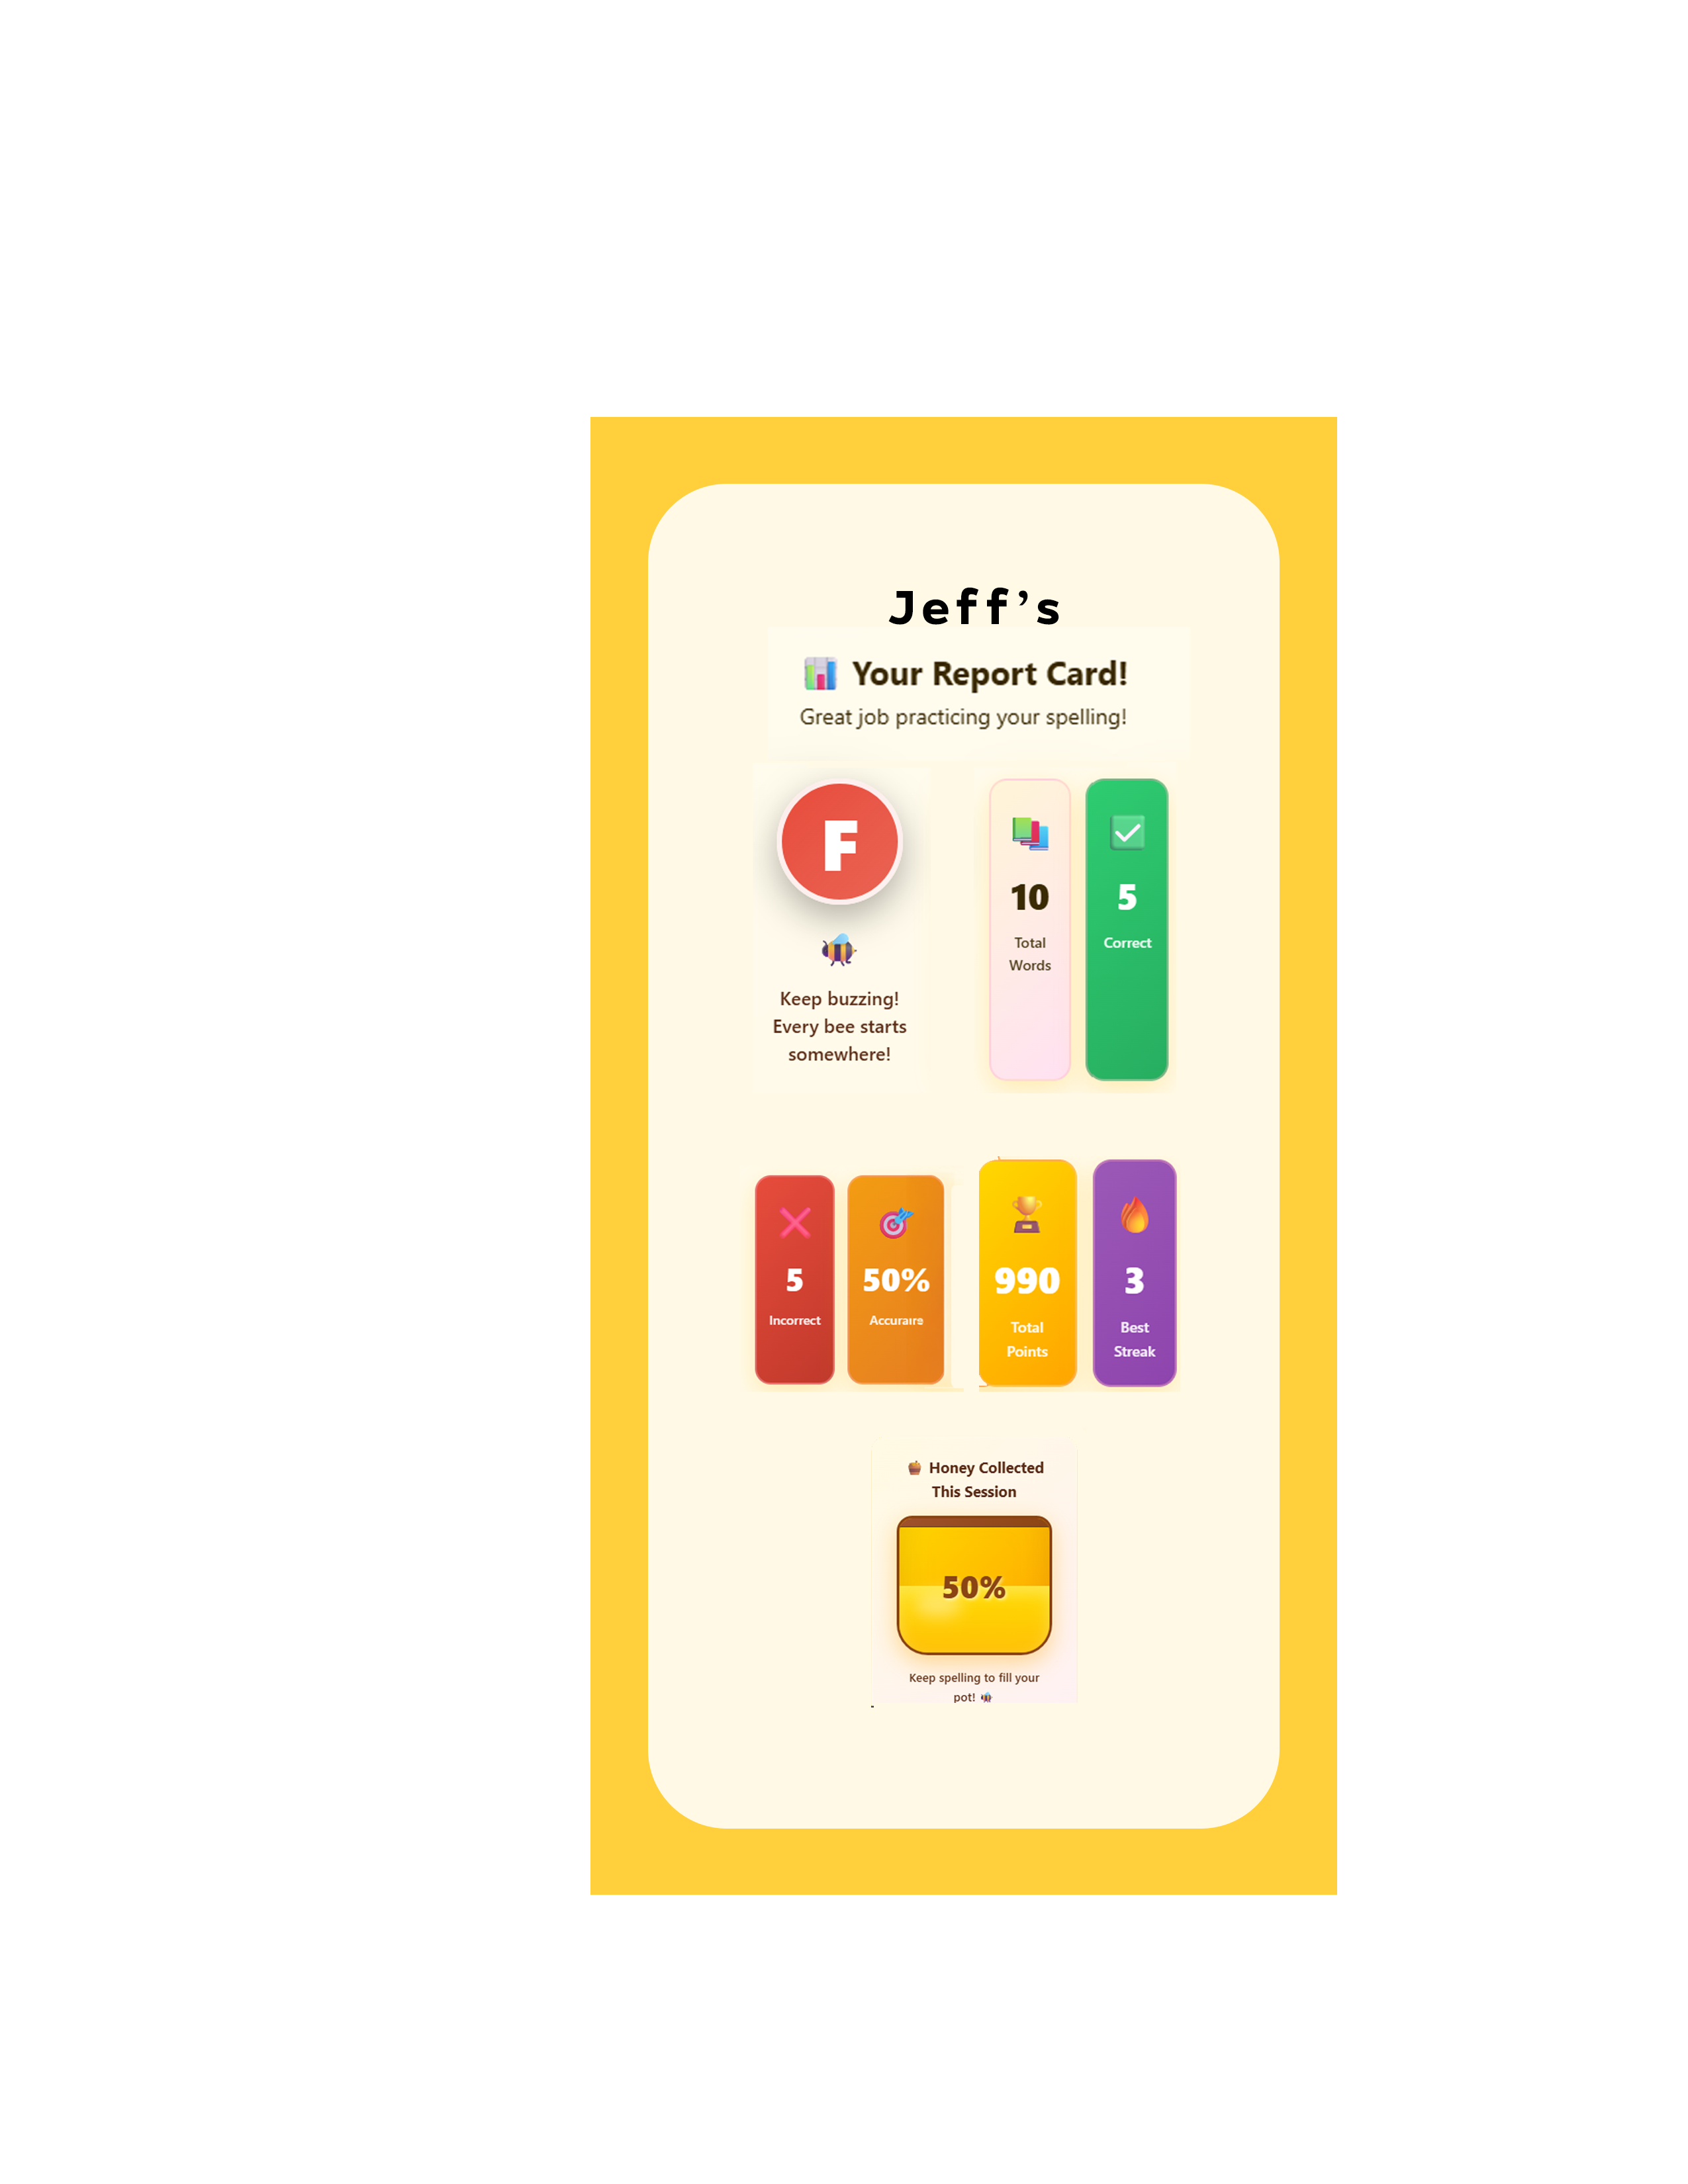 Jeff's
Your Report Card!
Great job practicing your spelling!
F
Keep buzzing!
Every bee starts
somewhere!
10
Total
Words
5
Correct
5
Incorrect
50%
990
Total
Points
3
Best
Streak
Honey Collected
This Session
50%
Keep spelling to fill your
pot!